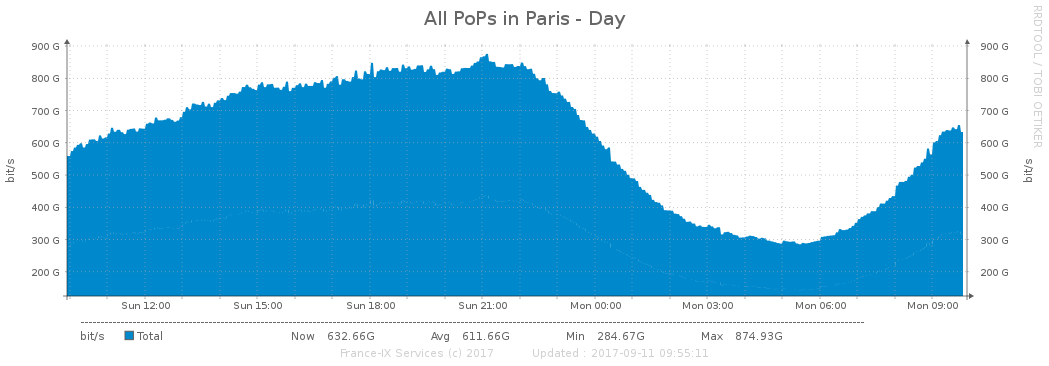 All PoPs in Paris - Day
RRDTOOL / TOBI OETIKER
bit/s
900 G
800 G
700 G
600 G
500 G
400 G
300 G
200 G
900 G
800 G
700 G
600 G
500 G
400 G
300 G
200 G
bit/s
Sun 12:00 Sun 15:00 Sun 18:00 Sun 21:00 Mon 00:00 Mon 03:00 Mon 06:00 Mon 09:00
bit/s Total Now 632.66G Avg 611.66G Min 284.67G Max 874.93G
France-IX Services (c) 2017 Updated : 2017-09-11 09:55:11